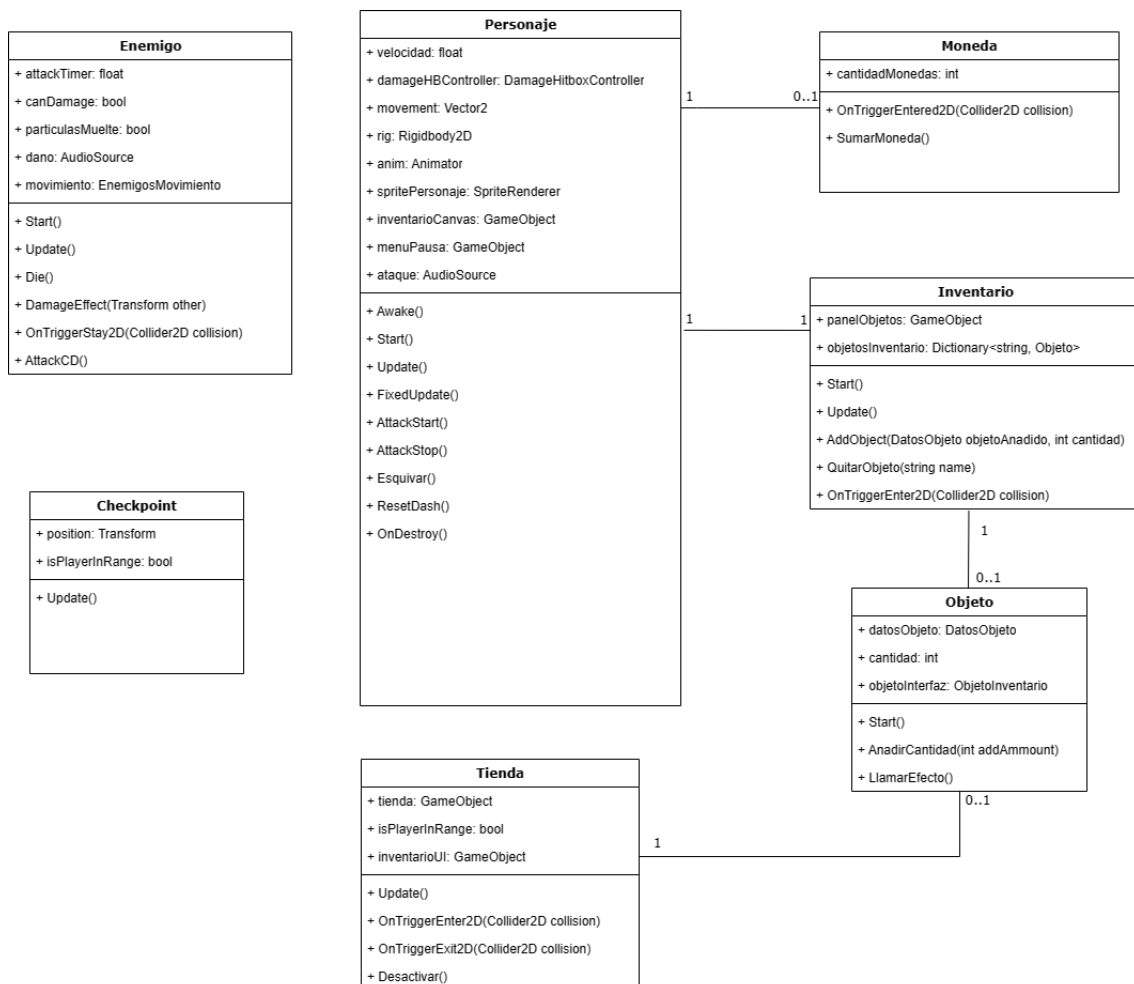 Enemigo
+ attackTimer: float
+ canDamage: bool
+ particulasMuelte: bool
+ dano: AudioSource
+ movimiento: EnemigosMovimiento
+ Start()
+ Update()
+ Die()
+ DamageEffect(Transform other)
+ OnTriggerStay2D(Collider2D collision)
+ AttackCD()
Personaje
+ velocidad: float
+ damageHBController: DamageHitboxController
+ movement: Vector2
+ rig: Rigidbody2D
+ anim: Animator
+ spritePersonaje: SpriteRenderer
+ inventarioCanvas: GameObject
+ menuPausa: GameObject
+ ataque: AudioSource
+ Awake()
+ Start()
+ Update()
+ FixedUpdate()
+ AttackStart()
+ AttackStop()
+ Esquivar()
+ ResetDash()
+ OnDestroy()
1
0..1
Moneda
+ cantidadMonedas: int
+ OnTriggerEntered2D(Collider2D collision)
+ SumarMoneda()
1
1
Inventario
+ panelObjetos: GameObject
+ objetosInventario: Dictionary<string, Objeto>
+ Start()
+ Update()
+ AddObject(DatosObjeto objetoAnadido, int cantidad)
+ QuitarObjeto(string name)
+ OnTriggerEnter2D(Collider2D collision)
1
0..1
Checkpoint
+ position: Transform
+ isPlayerInRange: bool
+ Update()
Objeto
+ datosObjeto: DatosObjeto
+ cantidad: int
+ objetoInterfaz: ObjetoInventario
+ Start()
+ AnadirCantidad(int addAmmount)
+ LlamarEfecto()
0..1
1
Tienda
+ tienda: GameObject
+ isPlayerInRange: bool
+ inventarioUI: GameObject
+ Update()
+ OnTriggerEnter2D(Collider2D collision)
+ OnTriggerExit2D(Collider2D collision)
+ Desactivar()